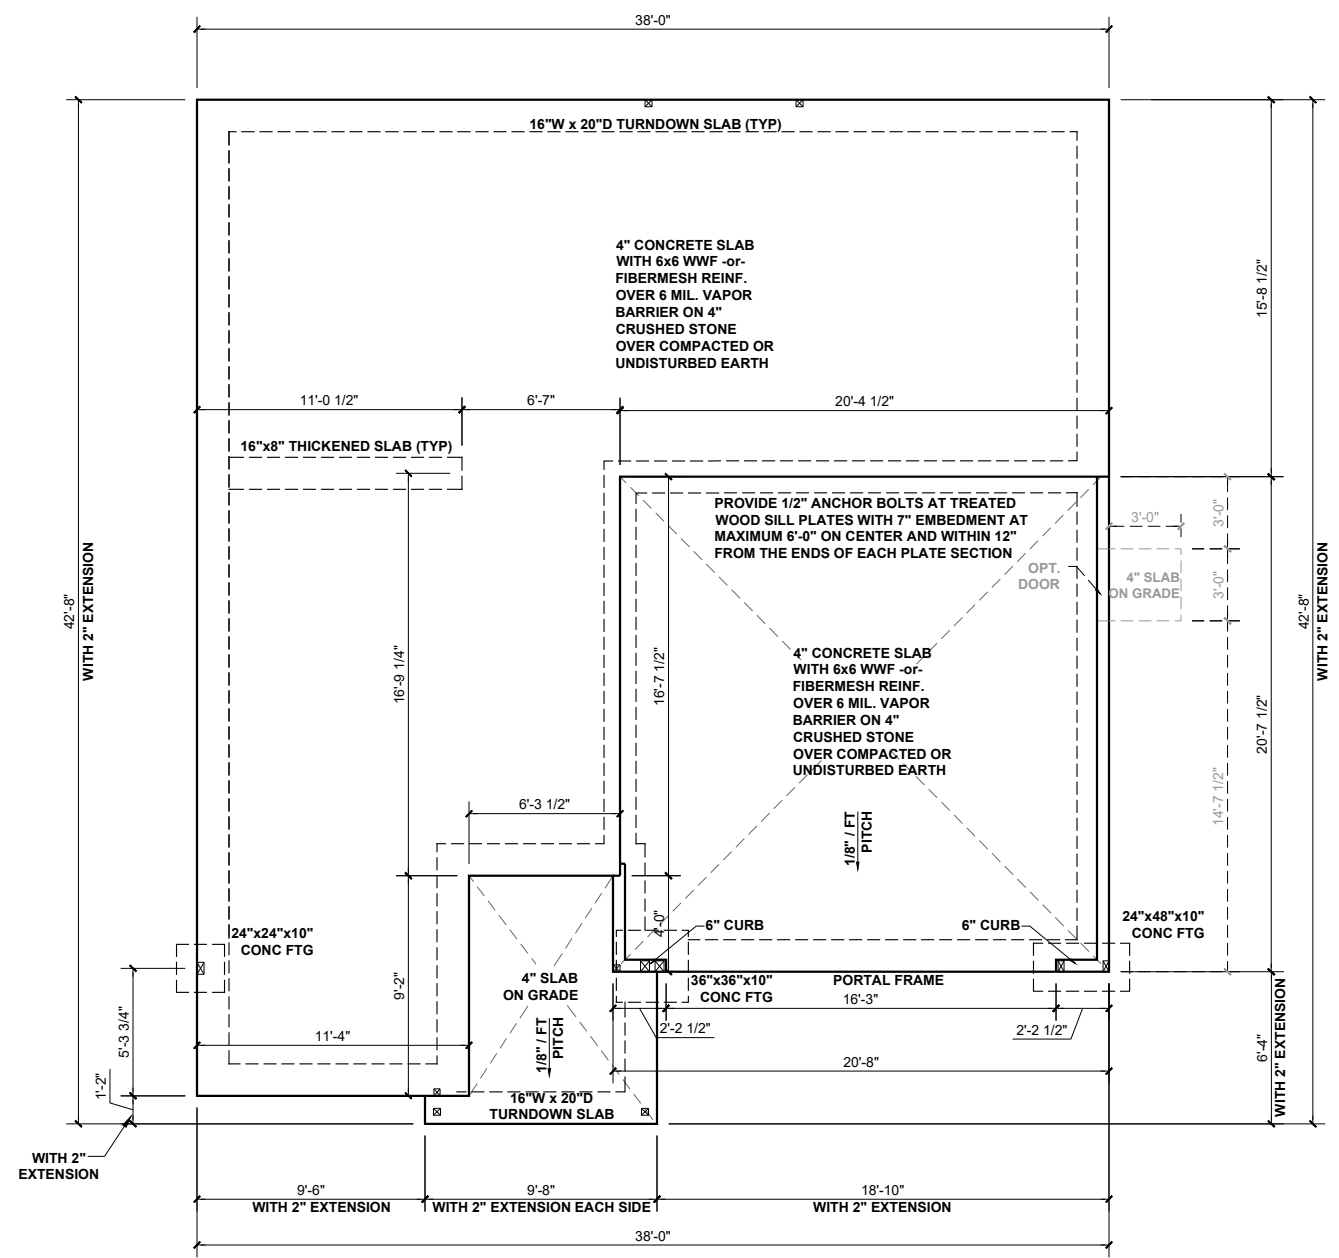 38'-0"
16"W x 20"D TURNDOWN SLAB (TYP)
4" CONCRETE SLAB
WITH 6x6 WWF -or-
FIBERMESH REINF.
OVER 6 MIL. VAPOR
BARRIER ON 4"
CRUSHED STONE
OVER COMPACTED OR
UNDISTURBED EARTH
15'-8 1/2"
11'-0 1/2"
6'-7"
20'-4 1/2"
16"x8" THICKENED SLAB (TYP)
PROVIDE 1/2" ANCHOR BOLTS AT TREATED
WOOD SILL PLATES WITH 7" EMBEDMENT AT
MAXIMUM 6'-0" ON CENTER AND WITHIN 12"
FROM THE ENDS OF EACH PLATE SECTION
3'-0"
3'-0"
OPT.
DOOR
4" SLAB
ON GRADE
3'-0"
42'-8"
WITH 2" EXTENSION
42'-8"
WITH 2" EXTENSION
16'-9 1/4"
16'-7 1/2"
4" CONCRETE SLAB
WITH 6x6 WWF -or-
FIBERMESH REINF.
OVER 6 MIL. VAPOR
BARRIER ON 4"
CRUSHED STONE
OVER COMPACTED OR
UNDISTURBED EARTH
20'-7 1/2"
14'-7 1/2"
6'-3 1/2"
1/8" / FT
PITCH
24"x24"x10"
CONC FTG
4'-0"
6" CURB
6" CURB
24"x48"x10"
CONC FTG
9'-2"
4" SLAB
ON GRADE
36"x36"x10"
CONC FTG
PORTAL FRAME
16'-3"
5'-3 3/4"
11'-4"
1/8" / FT
PITCH
2'-2 1/2"
2'-2 1/2"
20'-8"
6'-4"
WITH 2" EXTENSION
1'-2"
16"W x 20"D
TURNDOWN SLAB
WITH 2"
EXTENSION
9'-6"
WITH 2" EXTENSION
9'-8"
WITH 2" EXTENSION EACH SIDE
18'-10"
WITH 2" EXTENSION
38'-0"